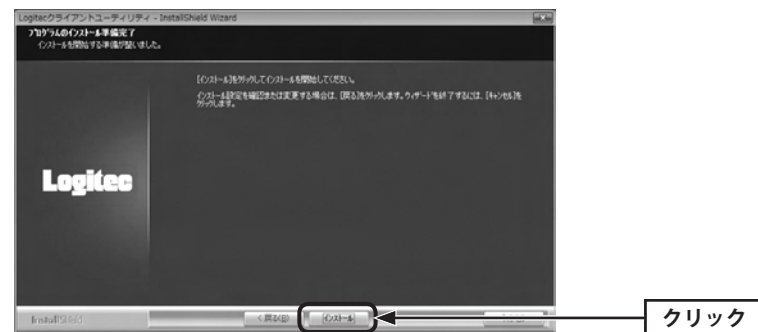 Logitecクライアントユーティリティ - InstallShield Wizard
プログラムのインストール準備完了
インストールを開始する準備が整いました。
[インストール]をクリックしてインストールを開始してください。
インストール設定を確認または変更する場合は、[戻る]をクリックします。ウィザードを終了するには、[キャンセル]を
クリックします。
Logitec
InstallShield
< 戻る(B)
インストール
クリック